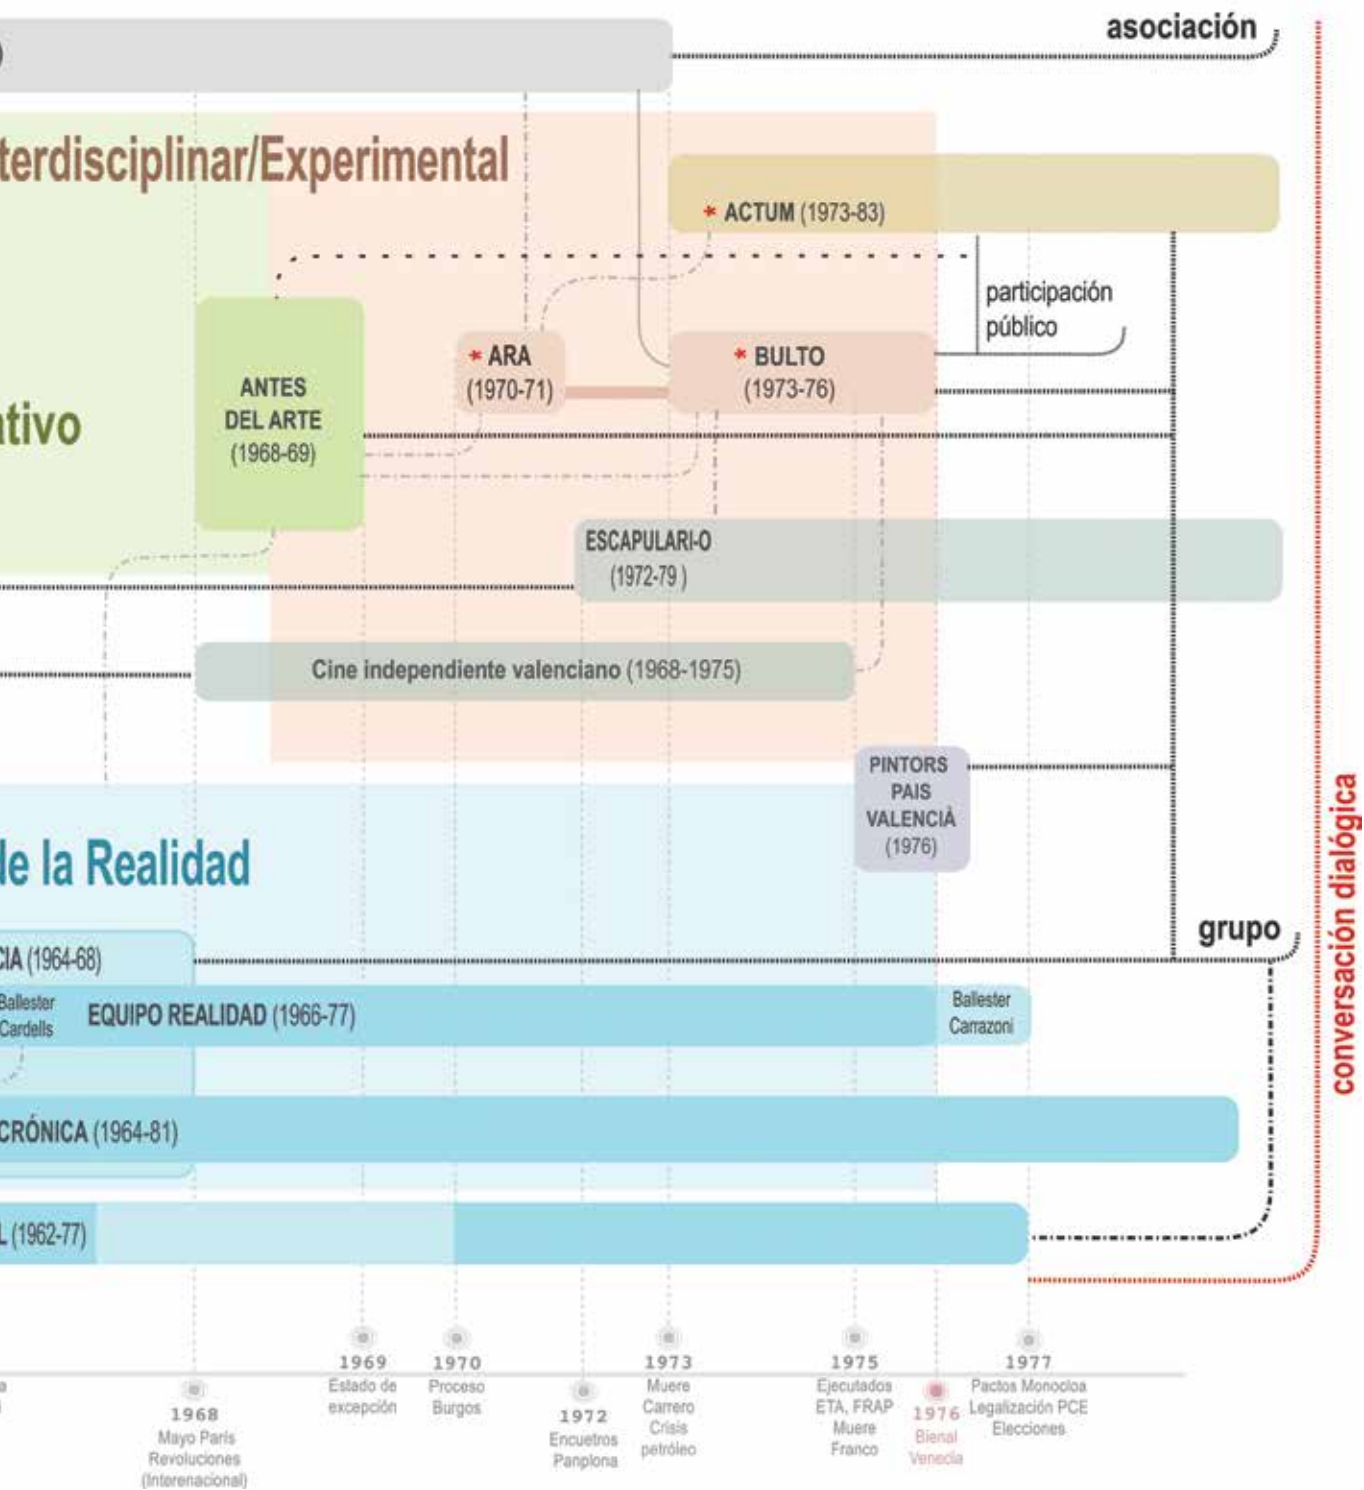 )
asociación
terdisciplinar/Experimental
* ACTUM (1973-83)
participación
público
* ARA
(1970-71)
* BULTO
(1973-76)
ANTES
DEL ARTE
(1968-69)
ativo
ESCAPULARI-O
(1972-79 )
Cine independiente valenciano (1968-1975)
PINTORS
PAIS
VALENCIÀ
(1976)
de la Realidad
grupo
conversación dialógica
CIA (1964-68)
Ballester
Cardells
EQUIPO REALIDAD (1966-77)
Ballester
Carrazoni
CRÓNICA (1964-81)
L (1962-77)
a
1968
Mayo París
Revoluciones
(Interenacional)
1969
Estado de
excepción
1970
Proceso
Burgos
1972
Encuetros
Panplona
1973
Muere
Carrero
Crisis
petróleo
1975
Ejecutados
ETA, FRAP
Muere
Franco
1976
Bienal
Venecia
1977
Pactos Monocloa
Legalización PCE
Elecciones